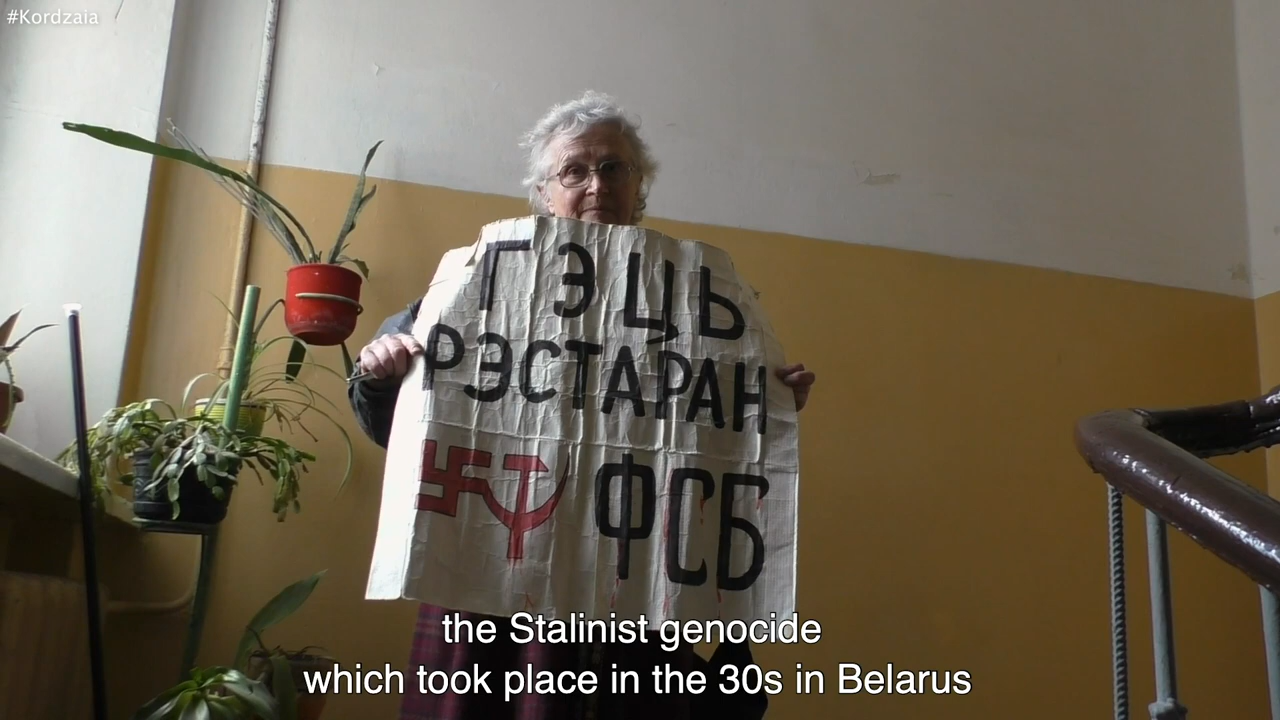 #Kordzaia
ГЭЦЬ
РЭСТАРАН
ФСБ
the Stalinist genocide
which took place in the 30s in Belarus